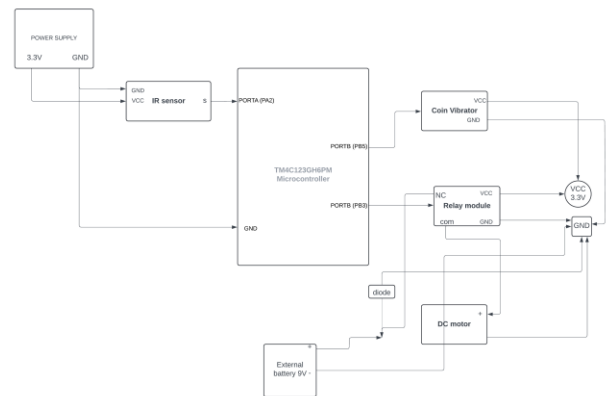 POWER SUPPLY
3.3V GND
GND
VCC
IR sensor
S
PORTA (PA2)
PORTB (PB5)
TM4C123GH6PM
Microcontroller
PORTB (PB3)
GND
VCC
Coin Vibrator
GND
NC
VCC
Relay module
com
GND
VCC
3.3V
GND
diode
+
DC motor
+
External
battery 9V -